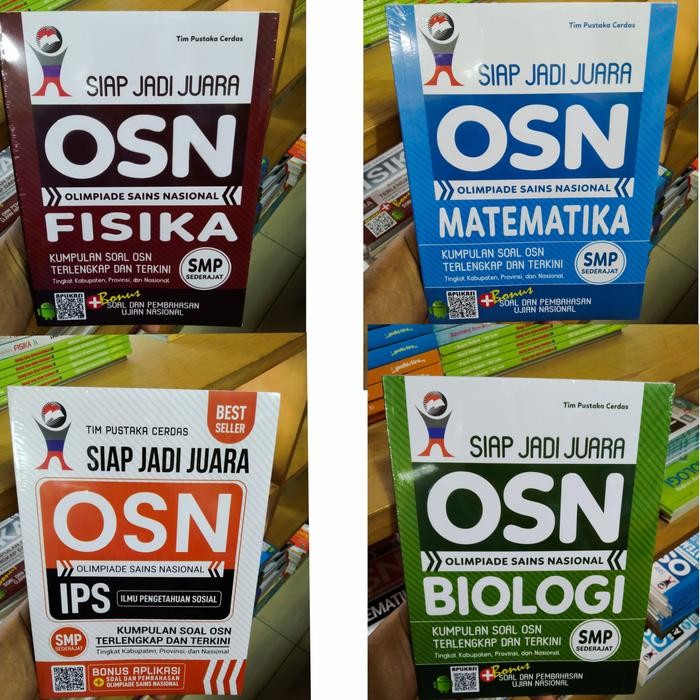 Tim Pustaka Cerdas
SIAP JADI JUARA
OSN
OLIMPIADE SAINS NASIONAL
FISIKA
KUMPULAN SOAL OSN
TERLENGKAP DAN TERKINI
Tingkat Kabupaten, Provinsi, dan Nasional
SMP
SEDERAJAT
APLIKASI
+Bonus
SOAL DAN PEMBAHASAN
UJIAN NASIONAL
Tim Pustaka Cerdas
SIAP JADI JUARA
OSN
OLIMPIADE SAINS NASIONAL
MATEMATIKA
KUMPULAN SOAL OSN
TERLENGKAP DAN TERKINI
Tingkat Kabupaten, Provinsi, dan Nasional
SMP
SEDERAJAT
APLIKASI
+Bonus
SOAL DAN PEMBAHASAN
UJIAN NASIONAL
FISIKA
BEST
SELLER
TIM PUSTAKA CERDAS
SIAP JADI JUARA
OSN
OLIMPIADE SAINS NASIONAL
IPS
ILMU PENGETAHUAN SOSIAL
SMP
SEDERAJAT
KUMPULAN SOAL OSN
TERLENGKAP DAN TERKINI
Tingkat Kabupaten, Provinsi, dan Nasional
BONUS APLIKASI
+ SOAL DAN PEMBAHASAN
OLIMPIADE SAINS NASIONAL
Tim Pustaka Cerdas
SIAP JADI JUARA
OSN
OLIMPIADE SAINS NASIONAL
BIOLOGI
KUMPULAN SOAL OSN
TERLENGKAP DAN TERKINI
Tingkat Kabupaten, Provinsi, dan Nasional
SMP
SEDERAJAT
APLIKASI
+Bonus
SOAL DAN PEMBAHASAN
UJIAN NASIONAL